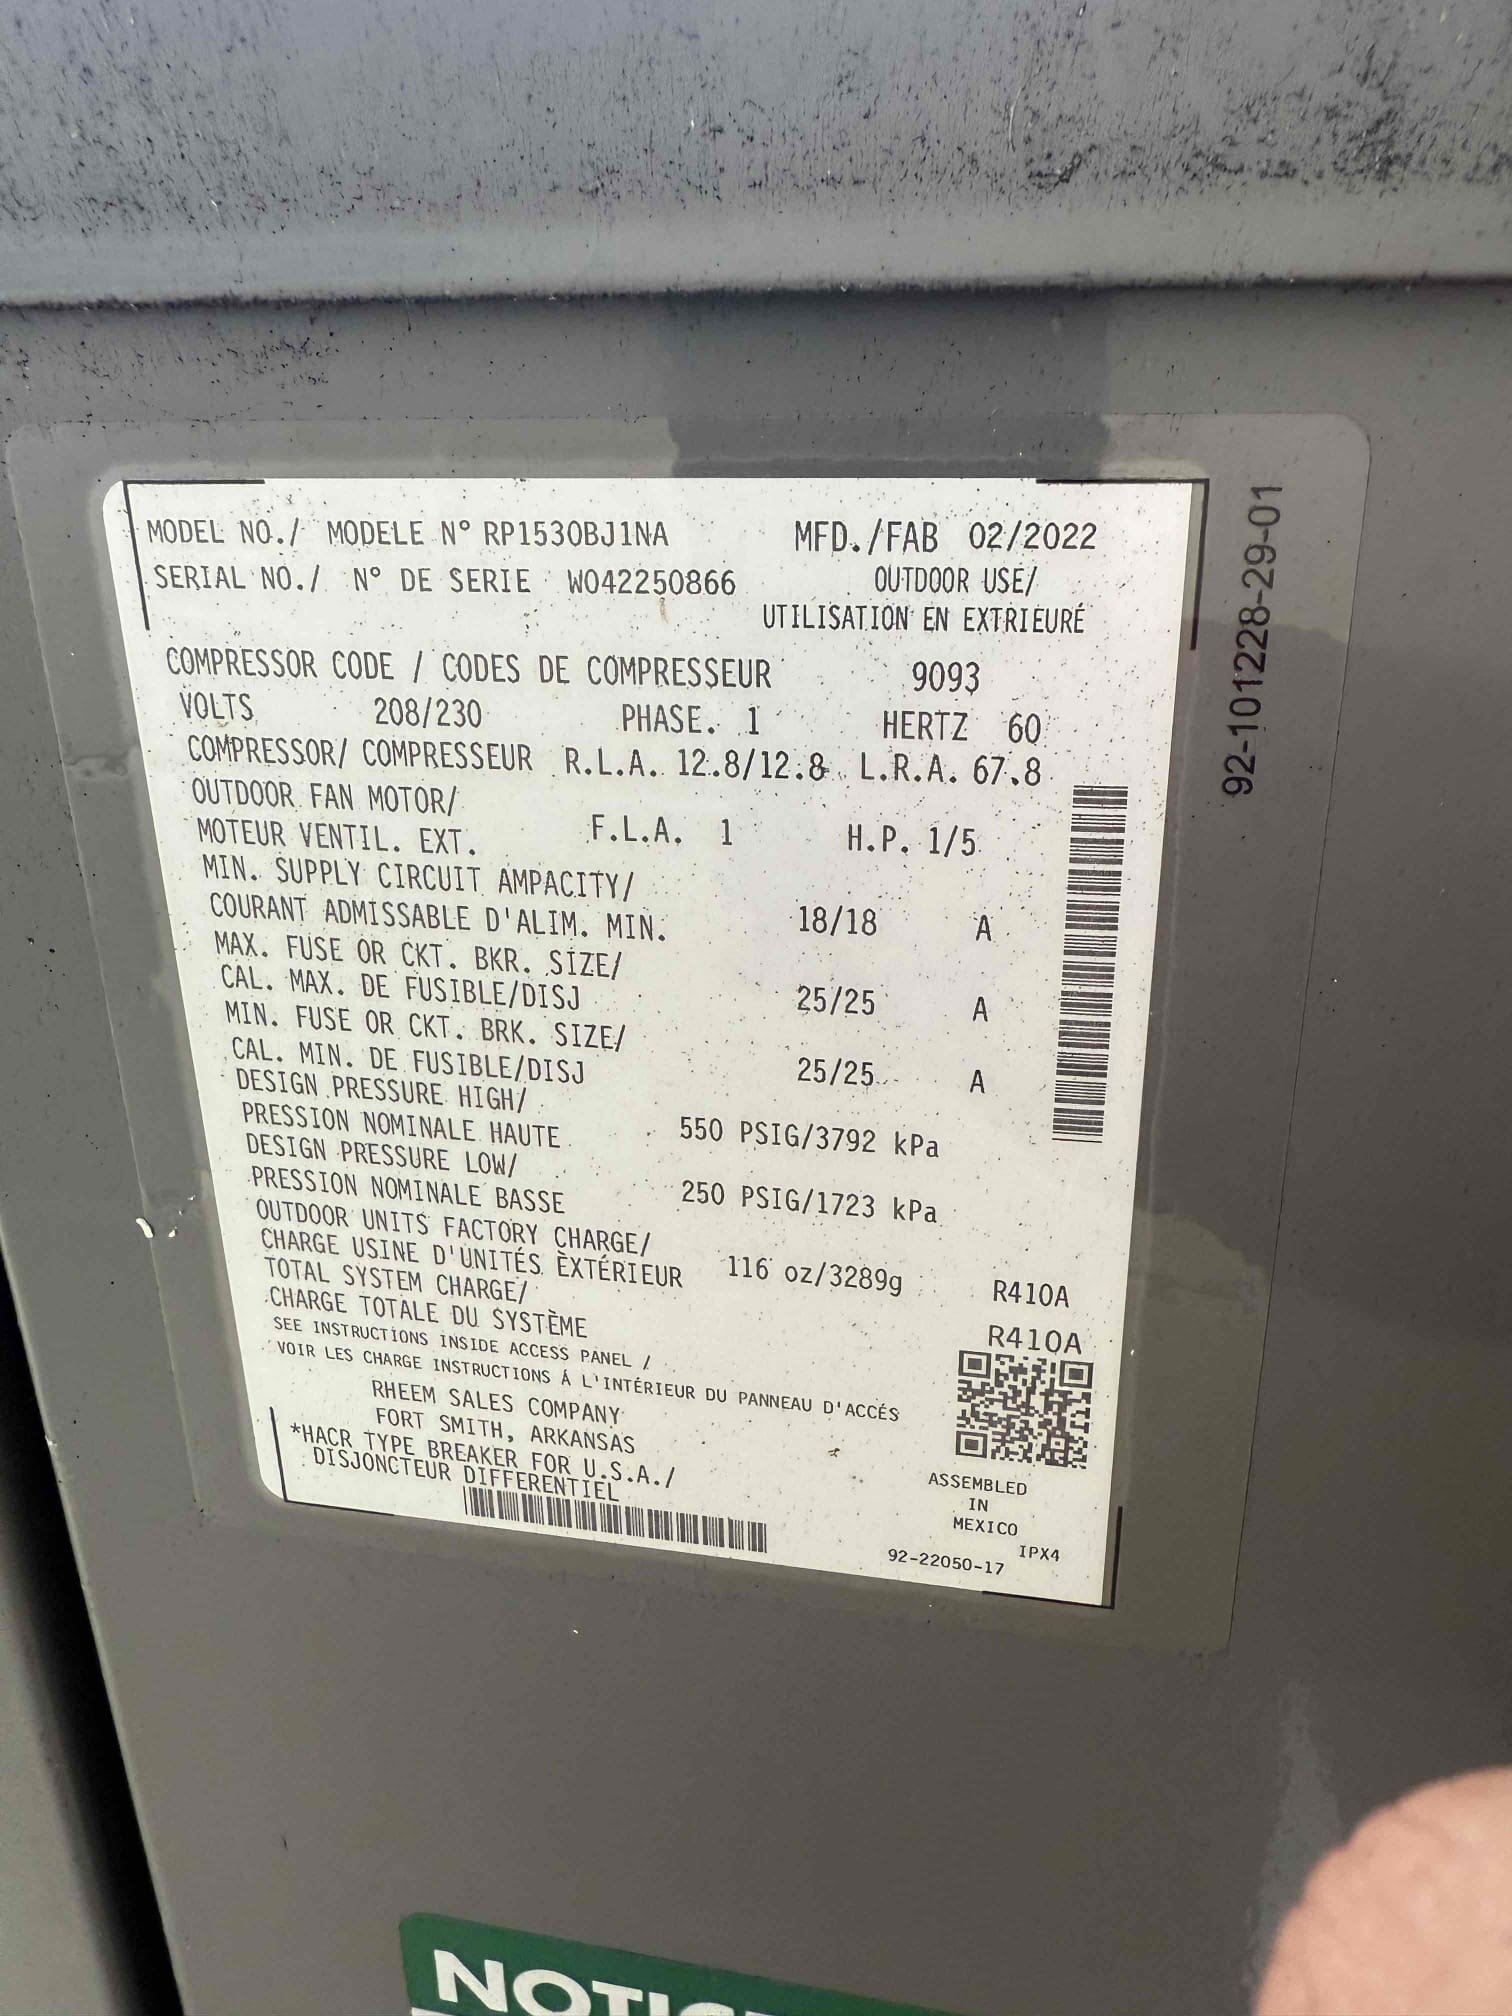 MODEL NO./ MODELE N° RP1530BJ1NA MFD./FAB 02/2022
SERIAL NO./ N° DE SERIE W042250866 OUTDOOR USE/
UTILISATION EN EXTRIEURÉ
COMPRESSOR CODE / CODES DE COMPRESSEUR 9093
VOLTS 208/230 PHASE. 1 HERTZ 60
COMPRESSOR/ COMPRESSEUR R.L.A. 12.8/12.8 L.R.A. 67.8
OUTDOOR FAN MOTOR/
MOTEUR VENTIL. EXT. F.L.A. 1 H.P. 1/5
MIN. SUPPLY CIRCUIT AMPACITY/
COURANT ADMISSABLE D'ALIM. MIN. 18/18 A
MAX. FUSE OR CKT. BKR. SIZE/
CAL. MAX. DE FUSIBLE/DISJ 25/25 A
MIN. FUSE OR CKT. BRK. SIZE/
CAL. MIN. DE FUSIBLE/DISJ 25/25 A
DESIGN PRESSURE HIGH/
PRESSION NOMINALE HAUTE 550 PSIG/3792 kPa
DESIGN PRESSURE LOW/
PRESSION NOMINALE BASSE 250 PSIG/1723 kPa
OUTDOOR UNITS FACTORY CHARGE/
CHARGE USINE D'UNITÉS ÈXTÉRIEUR 116 oz/3289g R410A
TOTAL SYSTEM CHARGE/
CHARGE TOTALE DU SYSTÈME R410A
SEE INSTRUCTIONS INSIDE ACCESS PANEL /
VOIR LES CHARGE INSTRUCTIONS Á L'INTÉRIEUR DU PANNEAU D'ACCÉS
RHEEM SALES COMPANY
FORT SMITH, ARKANSAS
*HACR TYPE BREAKER FOR U.S.A./
DISJONCTEUR DIFFERENTIEL
ASSEMBLED
IN
MEXICO
IPX4
92-22050-17
92-101228-29-01